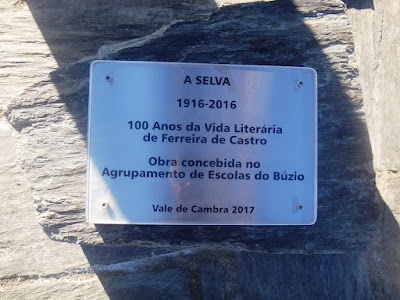 A SELVA
1916-2016
100 Anos da Vida Literária
de Ferreira de Castro
Obra concebida no
Agrupamento de Escolas do Búzio
Vale de Cambra 2017